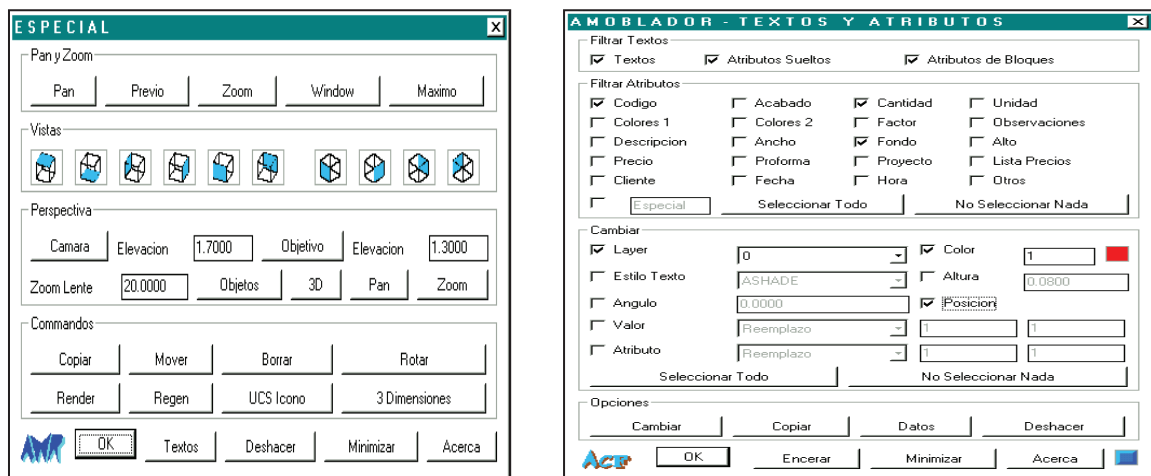 ESPECIAL
Pan y Zoom
Pan Previo Zoom Window Maximo
Vistas
Perspectiva
Camara Elevacion 1.7000 Objetivo Elevacion 1.3000
Zoom Lente 20.0000 Objetos 3D Pan Zoom
Commandos
Copiar Mover Borrar Rotar
Render Regen UCS Icono 3 Dimensiones
AMR OK Textos Deshacer Minimizar Acerca
AMOBLADOR - TEXTOS Y ATRIBUTOS
Filtrar Textos
Textos Atributos Sueltos Atributos de Bloques
Filtrar Atributos
Codigo Acabado Cantidad Unidad
Colores 1 Colores 2 Factor Observaciones
Descripcion Ancho Fondo Alto
Precio Proforma Proyecto Lista Precios
Cliente Fecha Hora Otros
Especial Seleccionar Todo No Seleccionar Nada
Cambiar
Layer 0 Color 1
Estilo Texto ASHADE Altura 0.0800
Angulo 0.0000 Posicion
Valor Reemplazo 1 1
Atributo Reemplazo 1 1
Seleccionar Todo No Seleccionar Nada
Opciones
Cambiar Copiar Datos Deshacer
ACF OK Encerar Minimizar Acerca